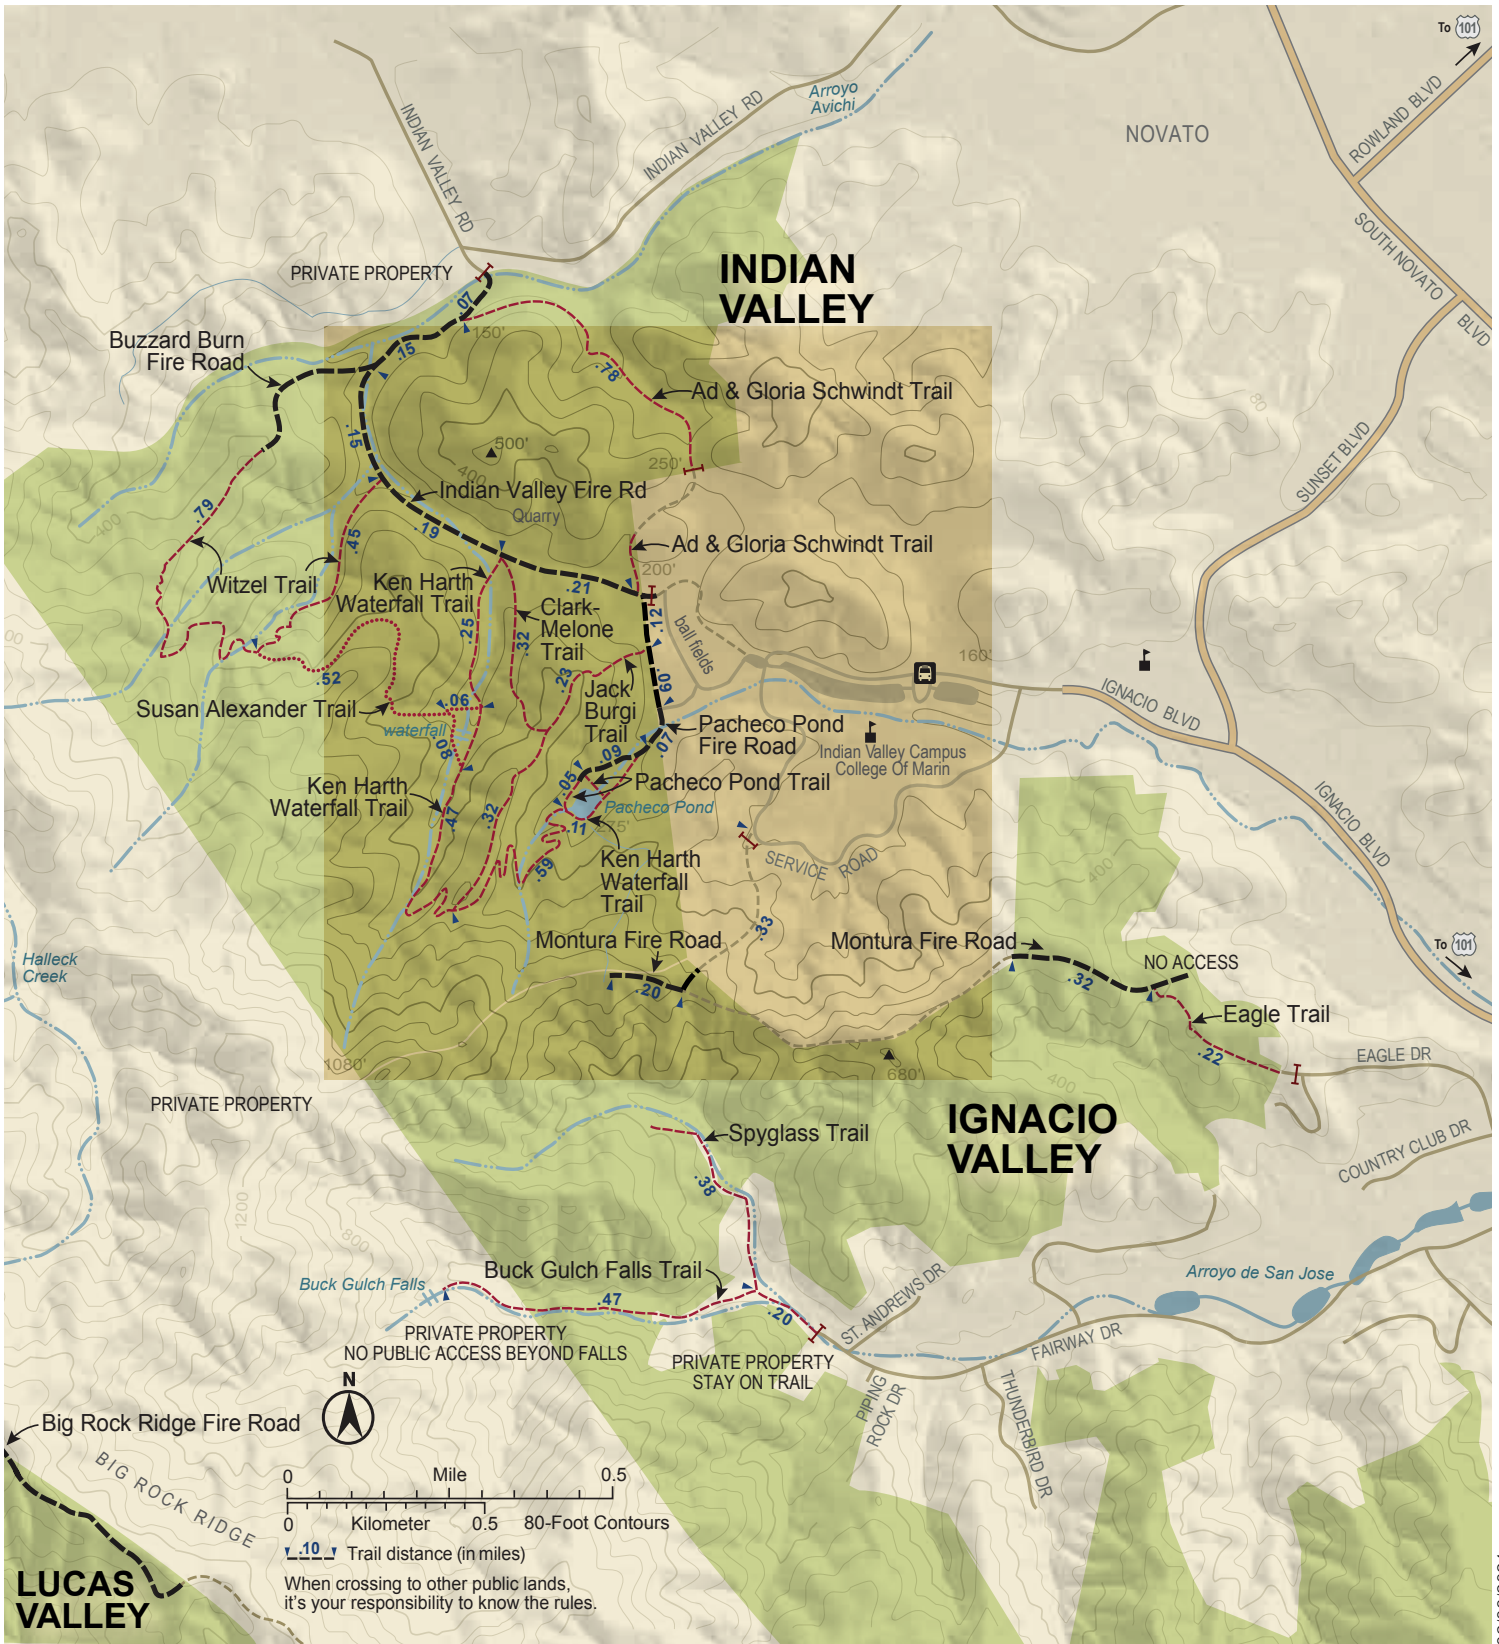 To 101
ROWLAND BLVD
Arroyo
Avichi
INDIAN VALLEY RD
INDIAN VALLEY RD
NOVATO
SOUTH NOVATO
BLVD
PRIVATE PROPERTY
INDIAN
VALLEY
.07
150'
Buzzard Burn
Fire Road
.15
.78
Ad & Gloria Schwindt Trail
80
.15
500'
400
250'
SUNSET BLVD
Indian Valley Fire Rd
Quarry
.79
400
.19
.45
Ad & Gloria Schwindt Trail
200'
Witzel Trail
Ken Harth
Waterfall Trail
.21
Clark-
Melone
Trail
.12
ball fields
.25
.32
00
160'
.52
.23
.09
Jack
Burgi
Trail
IGNACIO BLVD
Susan Alexander Trail
.06
waterfall
.08
Pacheco Pond
Fire Road
.07
.09
Indian Valley Campus
College Of Marin
Ken Harth
Waterfall Trail
.05
Pacheco Pond Trail
Pacheco Pond
IGNACIO BLVD
.47
.32
.11
275'
.59
Ken Harth
Waterfall
Trail
SERVICE ROAD
400
.33
Montura Fire Road
Montura Fire Road
To 101
Halleck
Creek
NO ACCESS
.20
.32
Eagle Trail
.22
EAGLE DR
1080'
680'
400
PRIVATE PROPERTY
IGNACIO
VALLEY
Spyglass Trail
COUNTRY CLUB DR
.38
1200
800
Buck Gulch Falls
Buck Gulch Falls Trail
.47
.20
ST. ANDREWS DR
Arroyo de San Jose
PRIVATE PROPERTY
NO PUBLIC ACCESS BEYOND FALLS
PRIVATE PROPERTY
STAY ON TRAIL
FAIRWAY DR
PIPING
ROCK DR
THUNDERBIRD DR
N
Big Rock Ridge Fire Road
BIG ROCK RIDGE
0 Mile 0.5
0 Kilometer 0.5 80-Foot Contours
.10 Trail distance (in miles)
When crossing to other public lands,
it's your responsibility to know the rules.
LUCAS
VALLEY